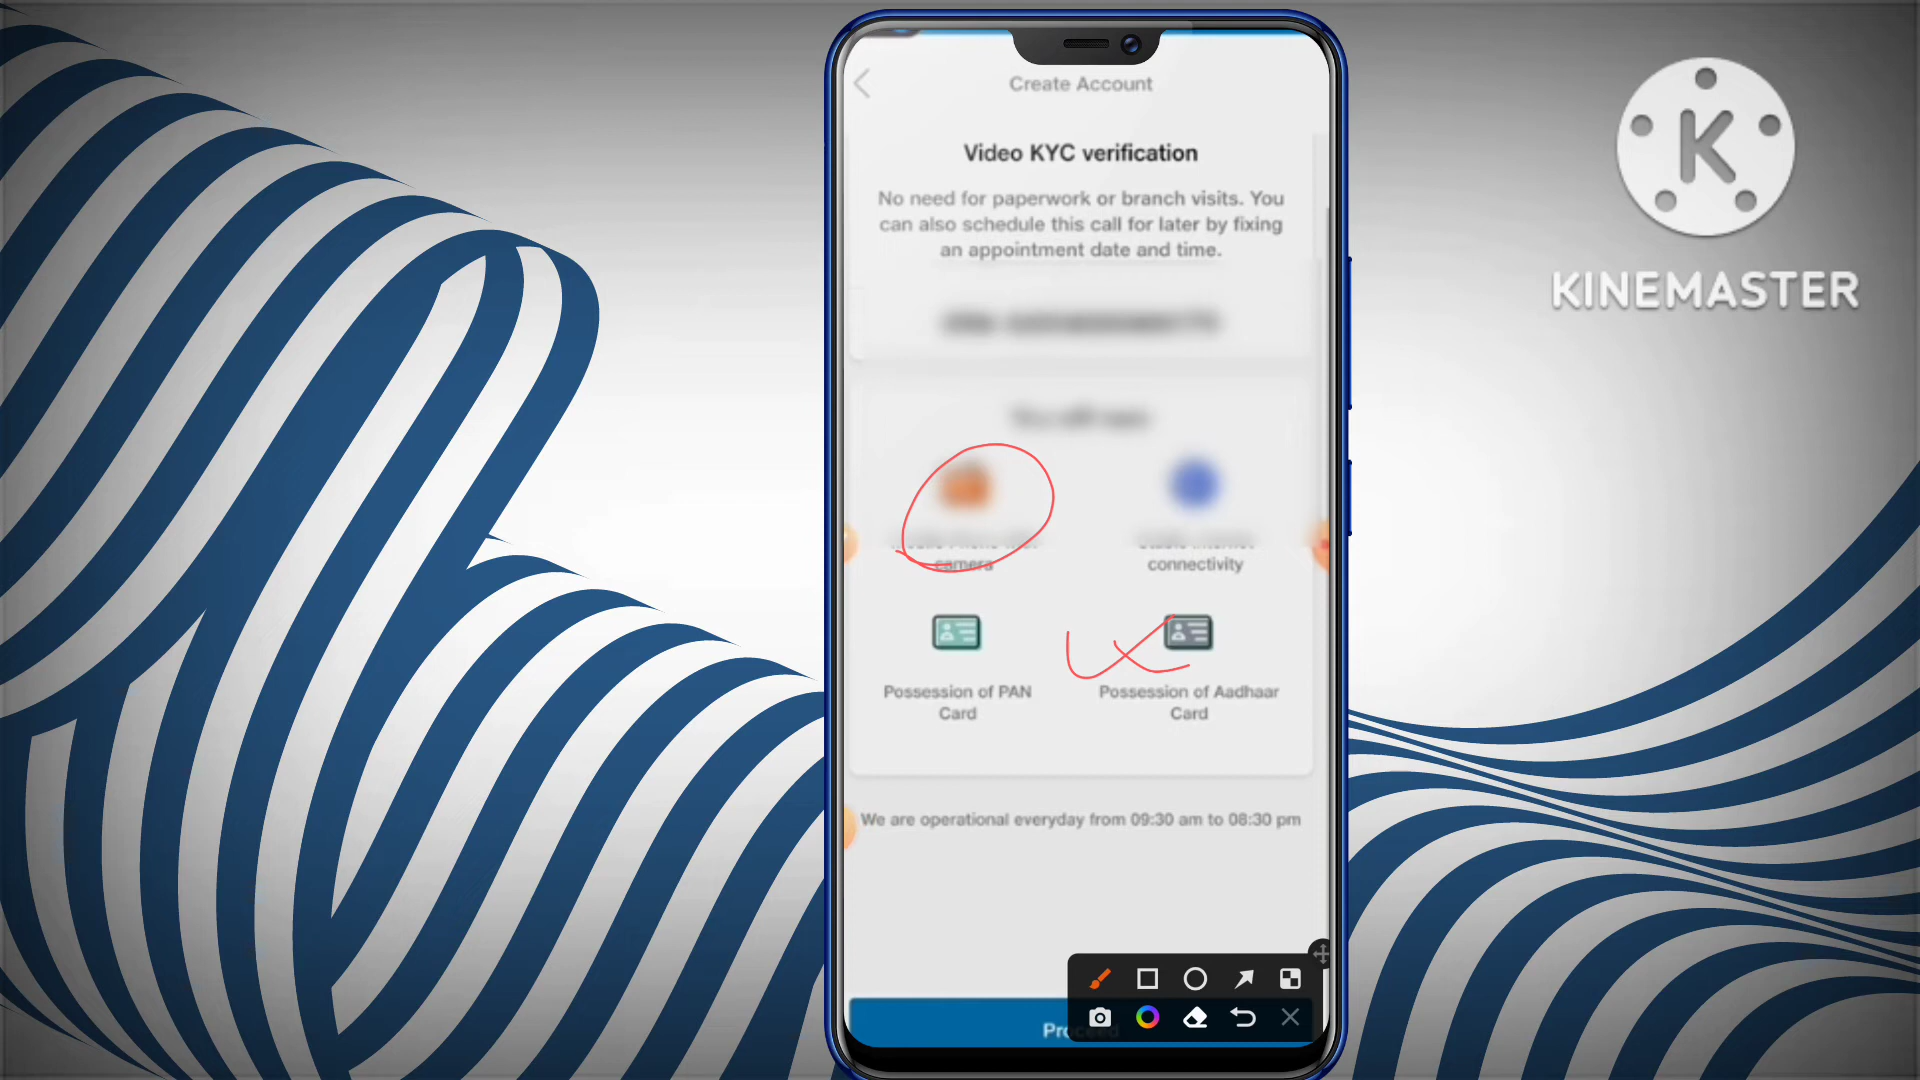 Create Account
Video KYC verification
No need for paperwork or branch visits. You
can also schedule this call for later by fixing
an appointment date and time.
camera
connectivity
Possession of PAN
Card
Possession of Aadhaar
Card
We are operational everyday from 09:30 am to 08:30 pm
Proceed
K
KINEMASTER